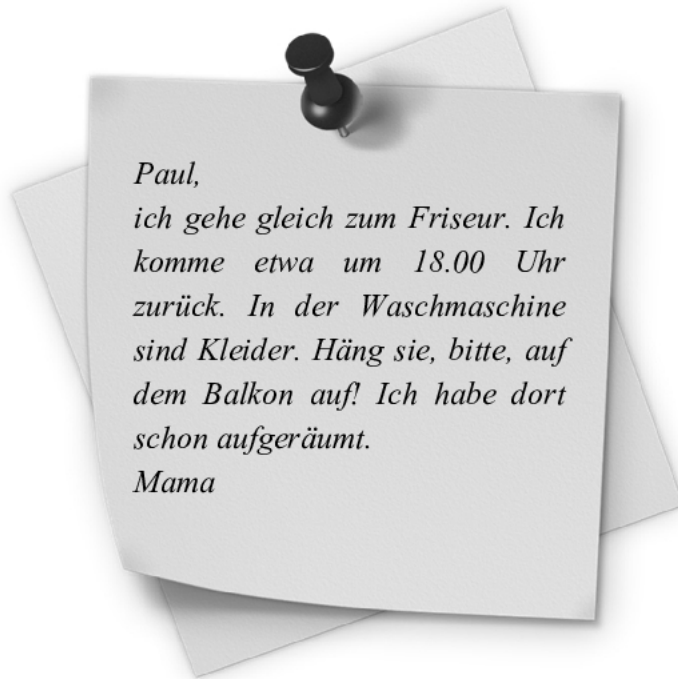 Paul,
ich gehe gleich zum Friseur. Ich
komme etwa um 18.00 Uhr
zurück. In der Waschmaschine
sind Kleider. Häng sie, bitte, auf
dem Balkon auf! Ich habe dort
schon aufgeräumt.
Mama